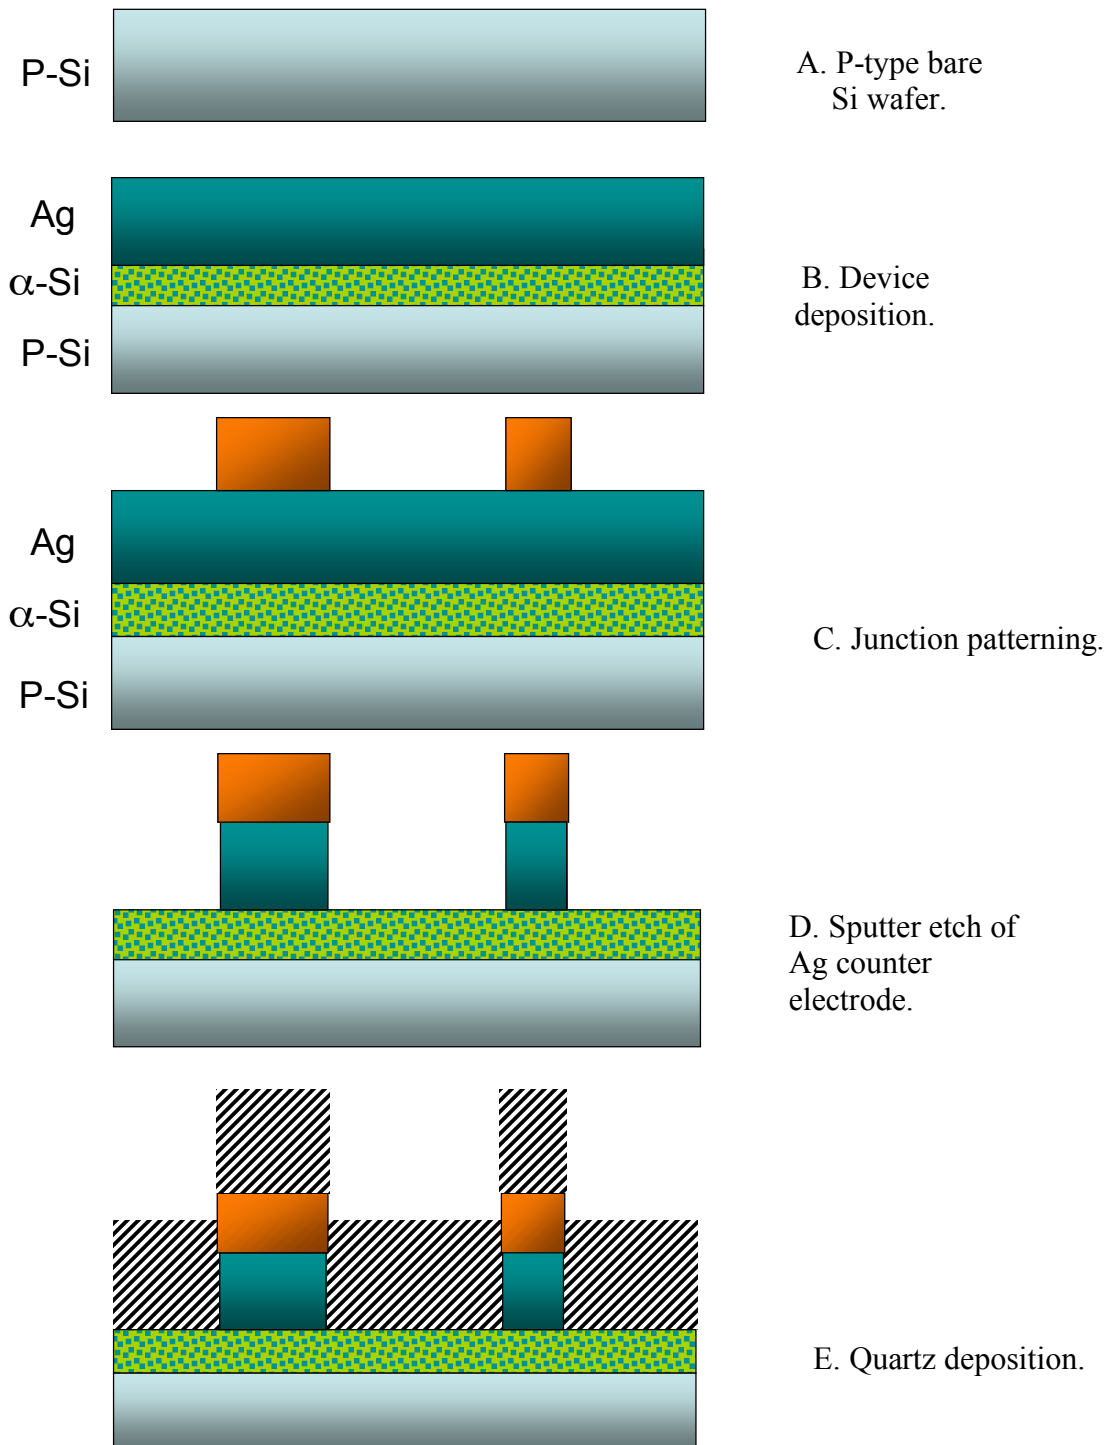 P-Si
A. P-type bare
Si wafer.
Ag
α-Si
P-Si
B. Device
deposition.
Ag
α-Si
P-Si
C. Junction patterning.
D. Sputter etch of
Ag counter
electrode.
E. Quartz deposition.